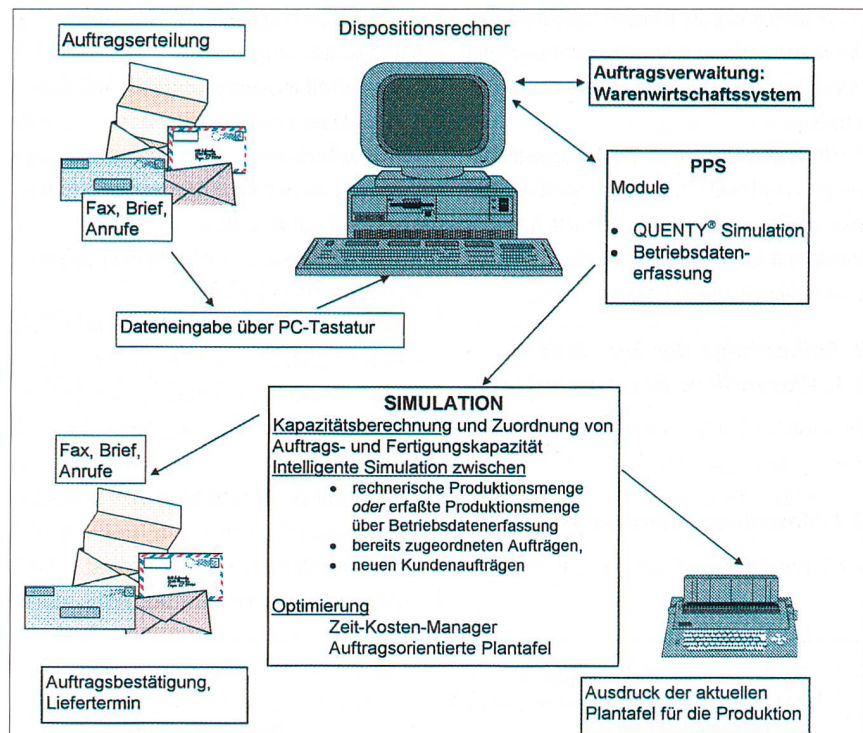 Auftragserteilung
Dispositionsrechner
Auftragsverwaltung:
Warenwirtschaftssystem
Fax, Brief,
Anrufe
PPS
Module
• QUENTY® Simulation
• Betriebsdaten-
erfassung
Dateneingabe über PC-Tastatur
SIMULATION
Kapazitätsberechnung und Zuordnung von
Auftrags- und Fertigungskapazität
Intelligente Simulation zwischen
• rechnerische Produktionsmenge
oder erfaßte Produktionsmenge
über Betriebsdatenerfassung
• bereits zugeordneten Aufträgen,
• neuen Kundenaufträgen
Optimierung
Zeit-Kosten-Manager
Auftragsorientierte Plantafel
Fax, Brief,
Anrufe
Auftragsbestätigung,
Liefertermin
Ausdruck der aktuellen
Plantafel für die Produktion